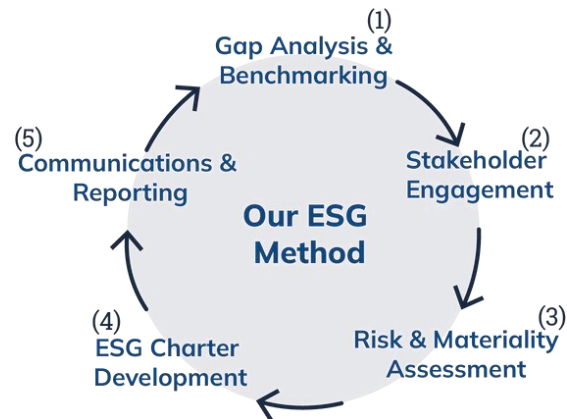 (1)
Gap Analysis &
Benchmarking
(2)
Stakeholder
Engagement
(3)
Risk & Materiality
Assessment
(4)
ESG Charter
Development
(5)
Communications &
Reporting
Our ESG
Method